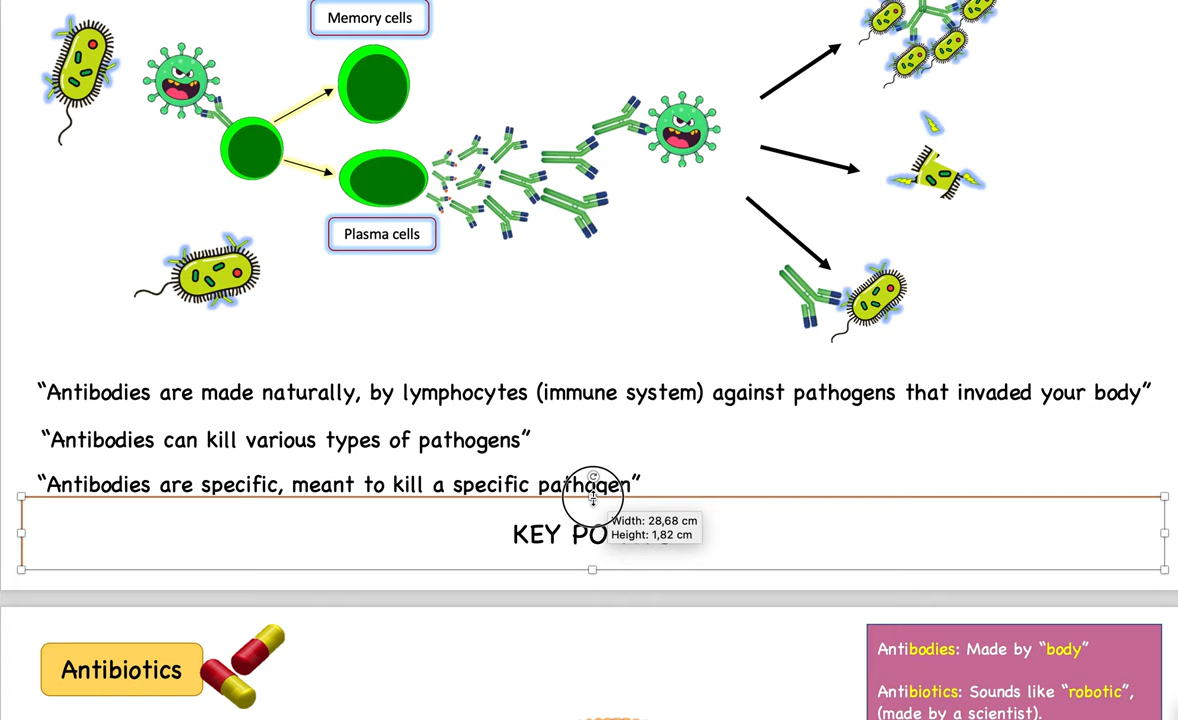 Memory cells
Plasma cells
“Antibodies are made naturally, by lymphocytes (immune system) against pathogens that invaded your body”
“Antibodies can kill various types of pathogens”
“Antibodies are specific, meant to kill a specific pathogen”
Width: 28,68 cm
Height: 1,82 cm
KEY
Antibiotics
Antibodies: Made by “body”
Antibiotics: Sounds like “robotic”,
(made by a scientist).